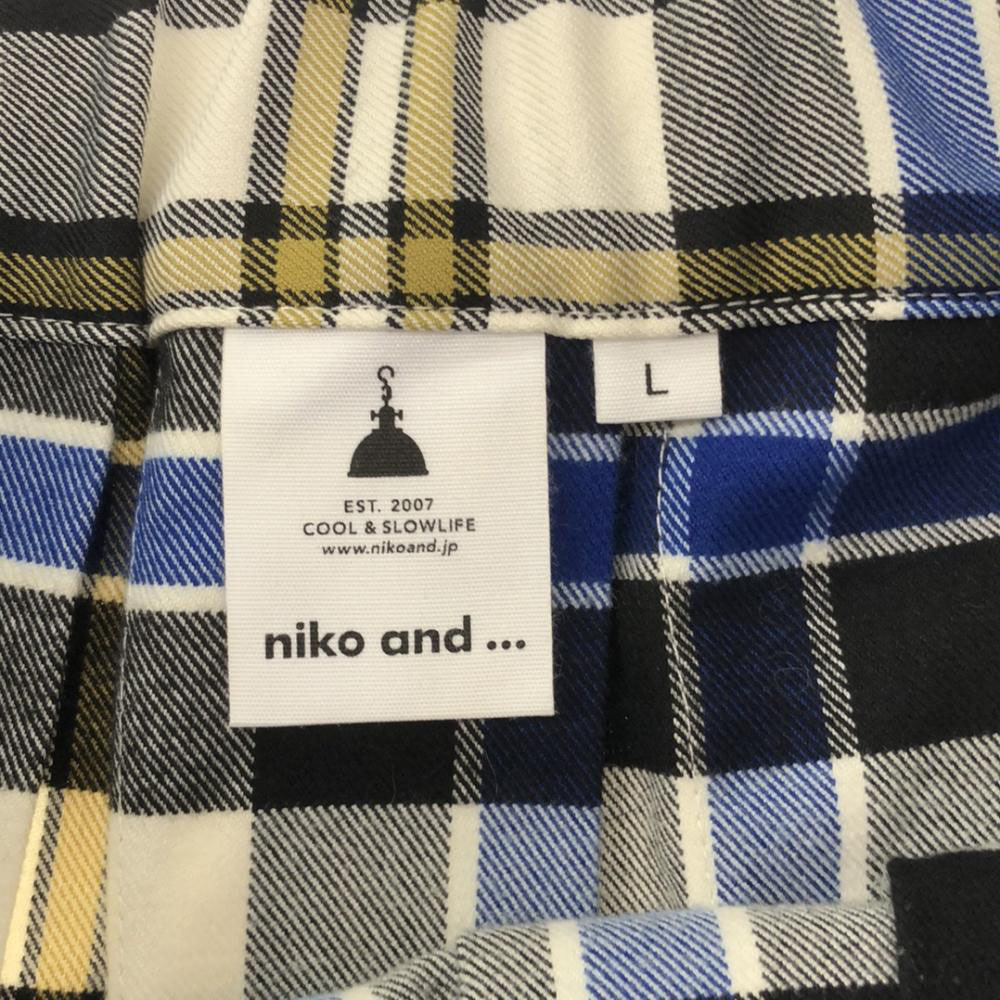 EST. 2007
COOL & SLOWLIFE
www.nikoand.jp
niko and ...
L